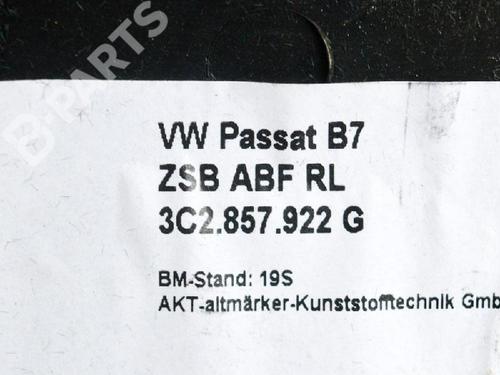 B-PARTS
VW Passat B7
ZSB ABF RL
3C2.857.922 G
BM-Stand: 19S
AKT-altmärker-Kunststofftechnik Gmb